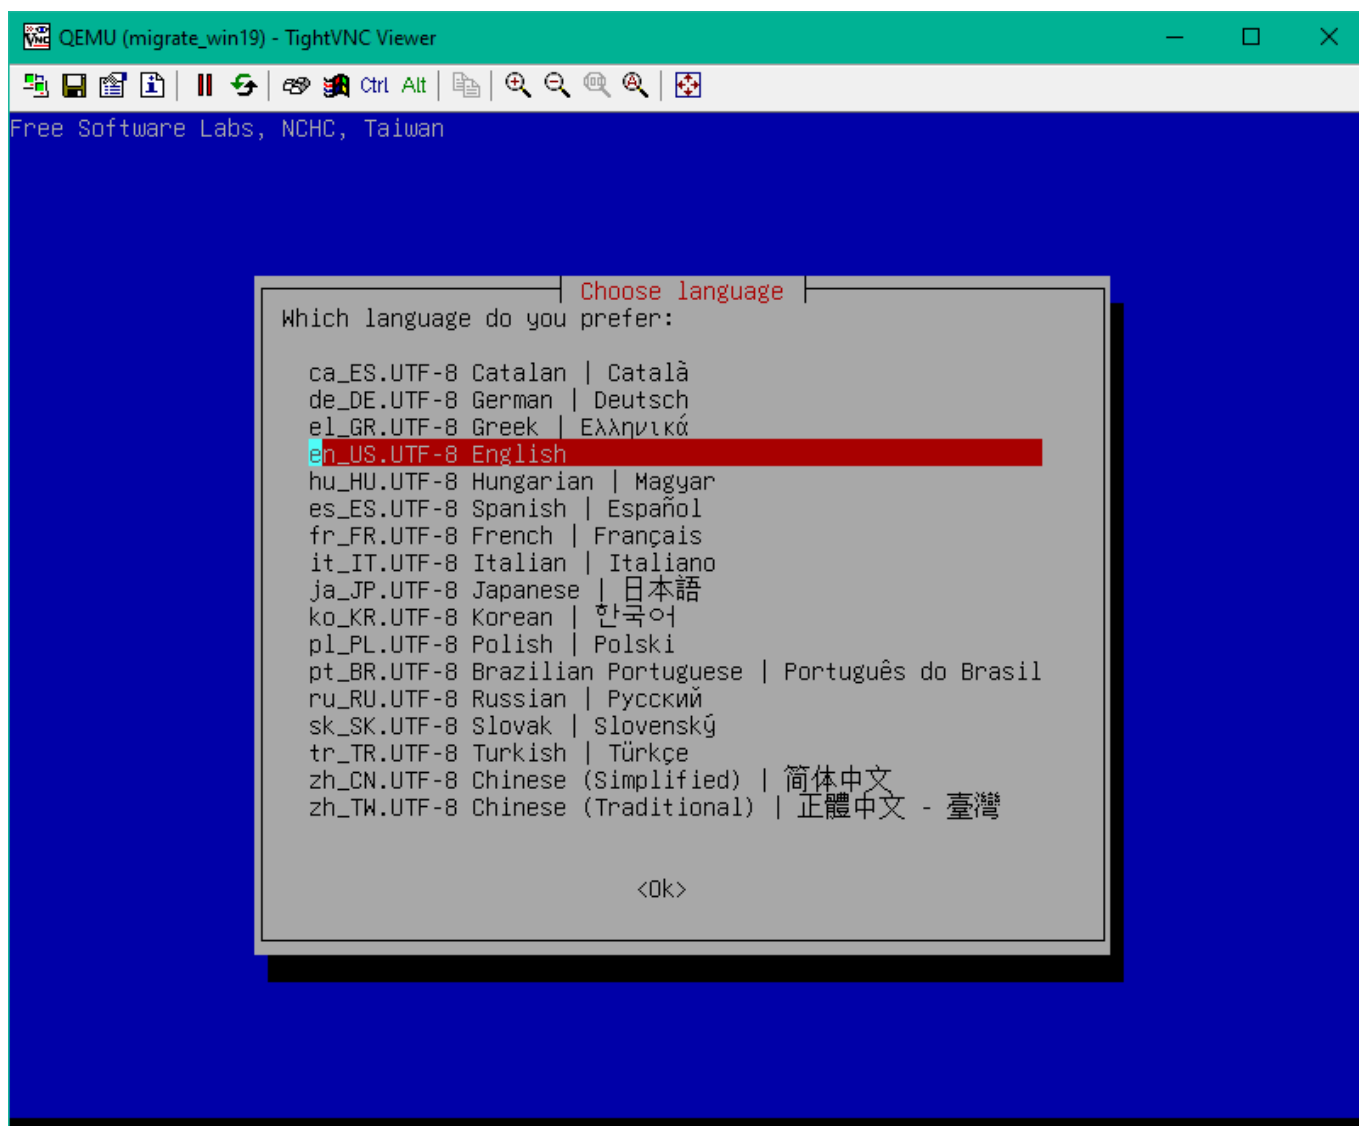 QEMU (migrate_win19) - TightVNC Viewer
Ctrl Alt
Free Software Labs, NCHC, Taiwan
Choose language
Which language do you prefer:
ca_ES.UTF-8 Catalan | Català
de_DE.UTF-8 German | Deutsch
el_GR.UTF-8 Greek | Ελληνικά
en_US.UTF-8 English
hu_HU.UTF-8 Hungarian | Magyar
es_ES.UTF-8 Spanish | Español
fr_FR.UTF-8 French | Français
it_IT.UTF-8 Italian | Italiano
ja_JP.UTF-8 Japanese | 日本語
ko_KR.UTF-8 Korean | 한국어
pl_PL.UTF-8 Polish | Polski
pt_BR.UTF-8 Brazilian Portuguese | Português do Brasil
ru_RU.UTF-8 Russian | Русский
sk_SK.UTF-8 Slovak | Slovenský
tr_TR.UTF-8 Turkish | Türkçe
zh_CN.UTF-8 Chinese (Simplified) | 简体中文
zh_TW.UTF-8 Chinese (Traditional) | 正體中文 - 臺灣
<Ok>